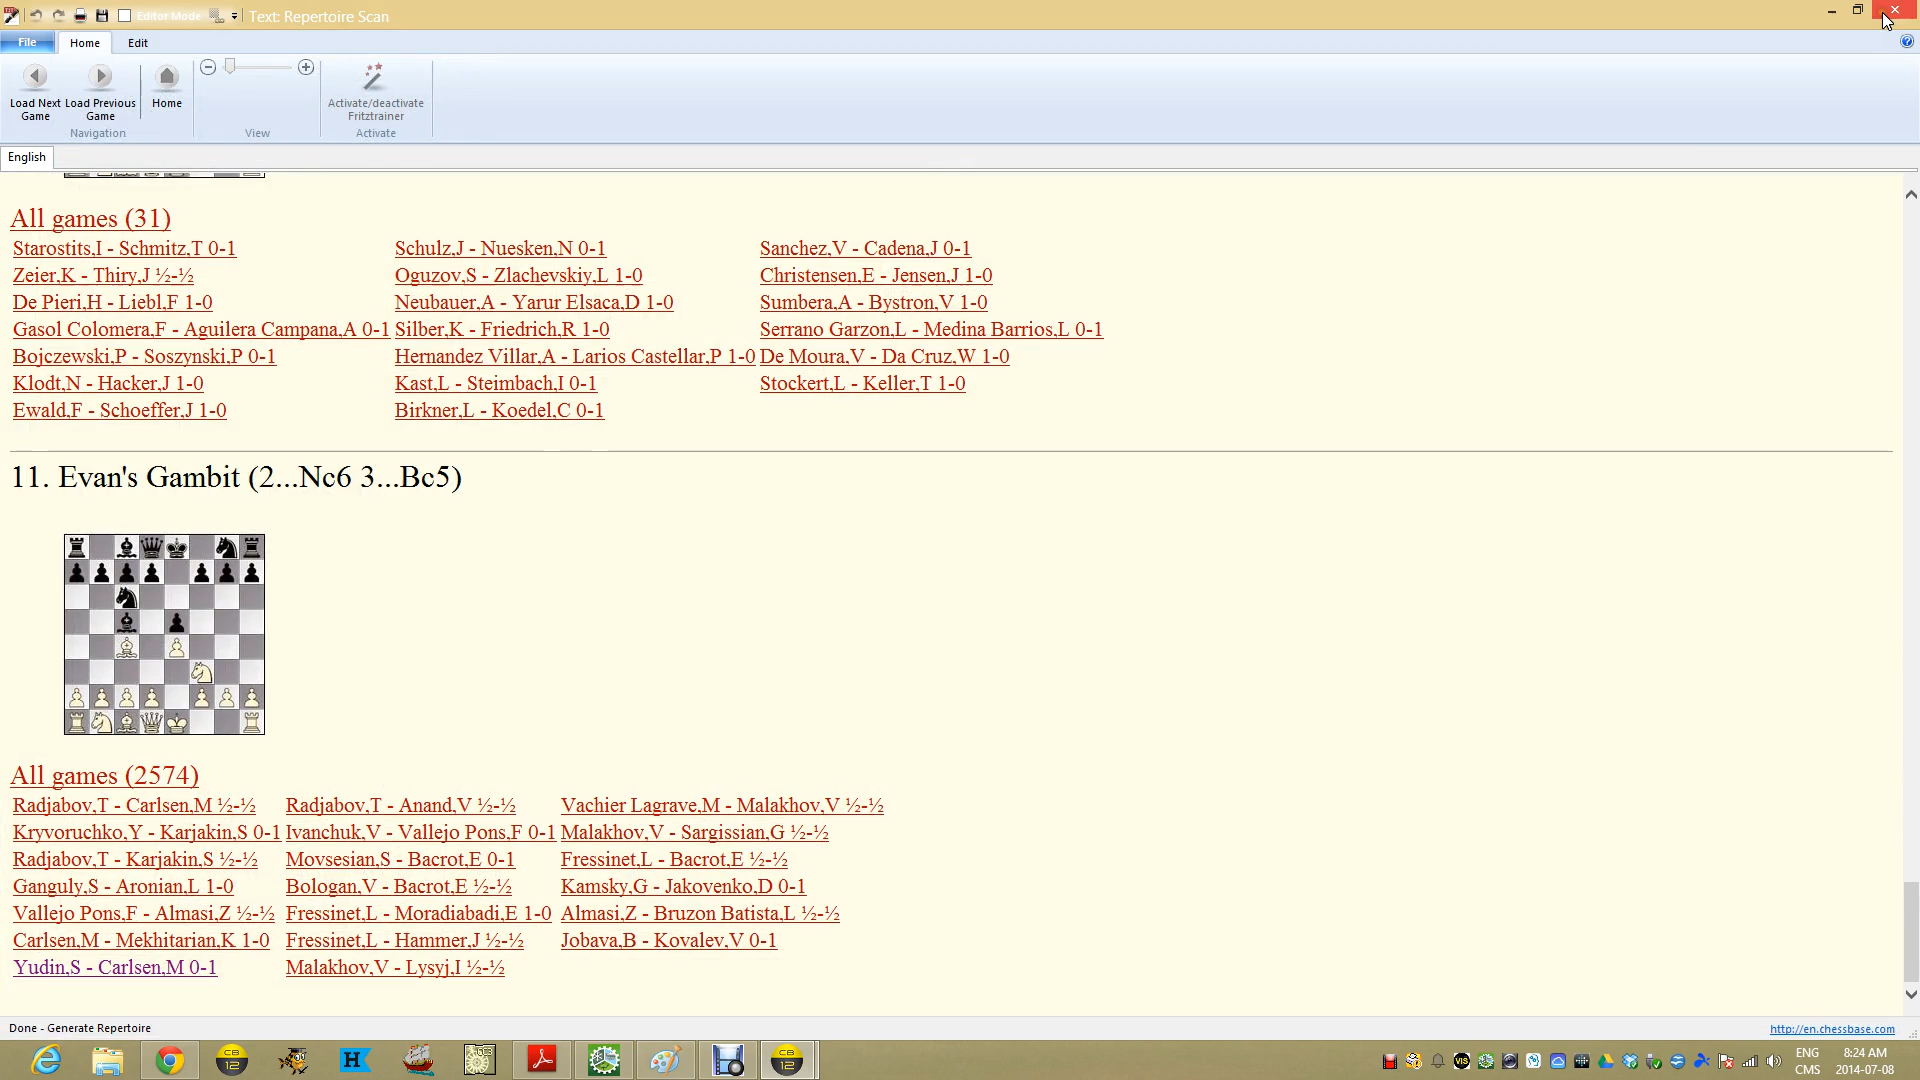 Editor Mode
Text: Repertoire Scan
File
Home
Edit
Load Next Game
Load Previous Game
Home
Activate/deactivate Fritztrainer
Navigation
View
Activate
English
All games (31)
Starostits,I - Schmitz,T 0-1
Schulz,J - Nuesken,N 0-1
Sanchez,V - Cadena,J 0-1
Zeier,K - Thiry,J ½-½
Oguzov,S - Zlachevskiy,L 1-0
Christensen,E - Jensen,J 1-0
De Pieri,H - Liebl,F 1-0
Neubauer,A - Yarur Elsaca,D 1-0
Sumbera,A - Bystron,V 1-0
Gasol Colomera,F - Aguilera Campana,A 0-1
Silber,K - Friedrich,R 1-0
Serrano Garzon,L - Medina Barrios,L 0-1
Bojczewski,P - Soszynski,P 0-1
Hernandez Villar,A - Larios Castellar,P 1-0
De Moura,V - Da Cruz,W 1-0
Klodt,N - Hacker,J 1-0
Kast,L - Steimbach,I 0-1
Stockert,L - Keller,T 1-0
Ewald,F - Schoeffer,J 1-0
Birkner,L - Koedel,C 0-1
11. Evan's Gambit (2...Nc6 3...Bc5)
All games (2574)
Radjabov,T - Carlsen,M ½-½
Radjabov,T - Anand,V ½-½
Vachier Lagrave,M - Malakhov,V ½-½
Kryvoruchko,Y - Karjakin,S 0-1
Ivanchuk,V - Vallejo Pons,F 0-1
Malakhov,V - Sargissian,G ½-½
Radjabov,T - Karjakin,S ½-½
Movsesian,S - Bacrot,E 0-1
Fressinet,L - Bacrot,E ½-½
Ganguly,S - Aronian,L 1-0
Bologan,V - Bacrot,E ½-½
Kamsky,G - Jakovenko,D 0-1
Vallejo Pons,F - Almasi,Z ½-½
Fressinet,L - Moradiabadi,E 1-0
Almasi,Z - Bruzon Batista,L ½-½
Carlsen,M - Mekhitarian,K 1-0
Fressinet,L - Hammer,J ½-½
Jobava,B - Kovalev,V 0-1
Yudin,S - Carlsen,M 0-1
Malakhov,V - Lysyj,I ½-½
Done - Generate Repertoire
http://en.chessbase.com
CB 12
H
CB 12
VIS
ENG
CMS
8:24 AM
2014-07-08